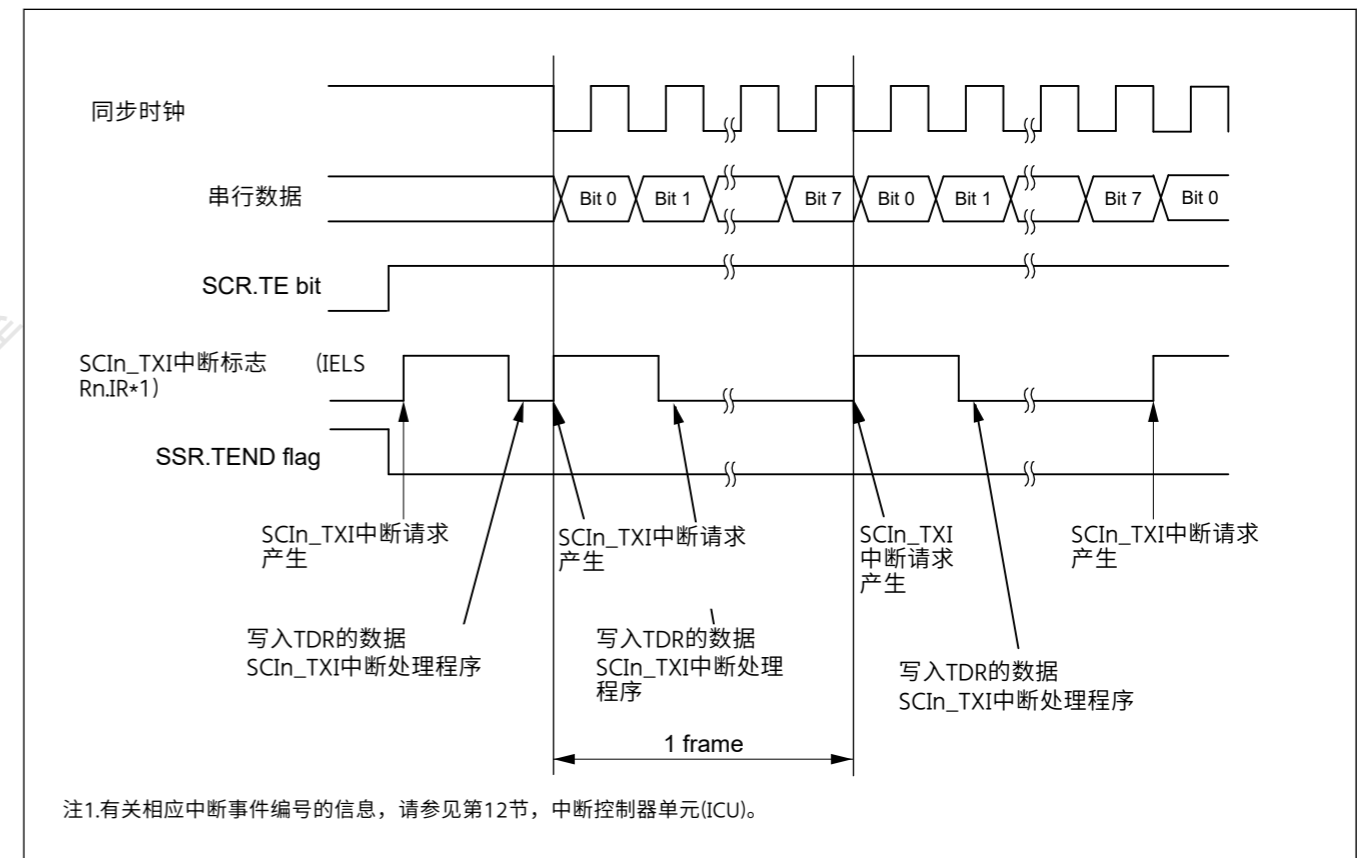 同步时钟
串行数据
Bit 0 Bit 1 Bit 7 Bit 0 Bit 1 Bit 7 Bit 0
SCR.TE bit
SCIn_TXI中断标志 (IELS
Rn.IR*1)
SSR.TEND flag
SCIn_TXI中断请求
产生
SCIn_TXI中断请求
产生
SCIn_TXI
中断请求
产生
SCIn_TXI中断请求
产生
写入TDR的数据
SCIn_TXI中断处理程序
写入TDR的数据
SCIn_TXI中断处理
程序
写入TDR的数据
SCIn_TXI中断处理程序
1 frame
注1.有关相应中断事件编号的信息，请参见第12节，中断控制器单元(ICU)。